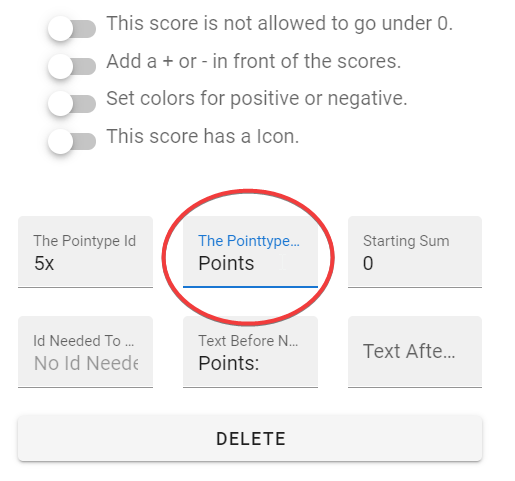 This score is not allowed to go under 0.
Add a + or - in front of the scores.
Set colors for positive or negative.
This score has a Icon.
The Pointype Id
5x
The Pointtype...
Points
Starting Sum
0
Id Needed To ...
No Id Neede
Text Before N...
Points:
Text Afte...
DELETE